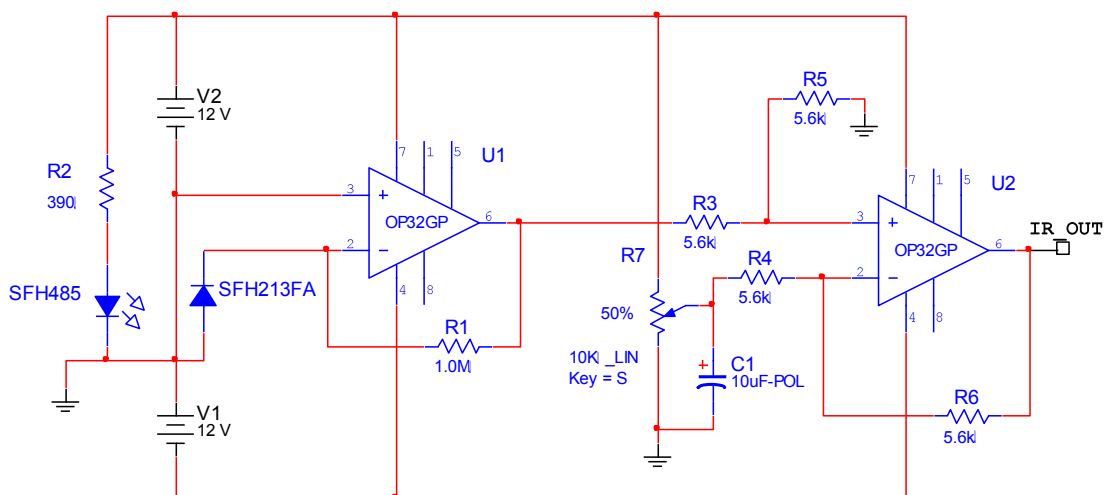 V2
12 V
R2
390
SFH485
SFH213FA
V1
12 V
7
1
5
U1
3
+
OP32GP
6
2
−
4
8
R1
1.0M
R5
5.6k
R3
5.6k
R4
5.6k
R7
50%
10K _LIN
Key = S
+
C1
10uF-POL
7
1
5
U2
3
+
OP32GP
6
2
−
4
8
IR_OUT
R6
5.6k